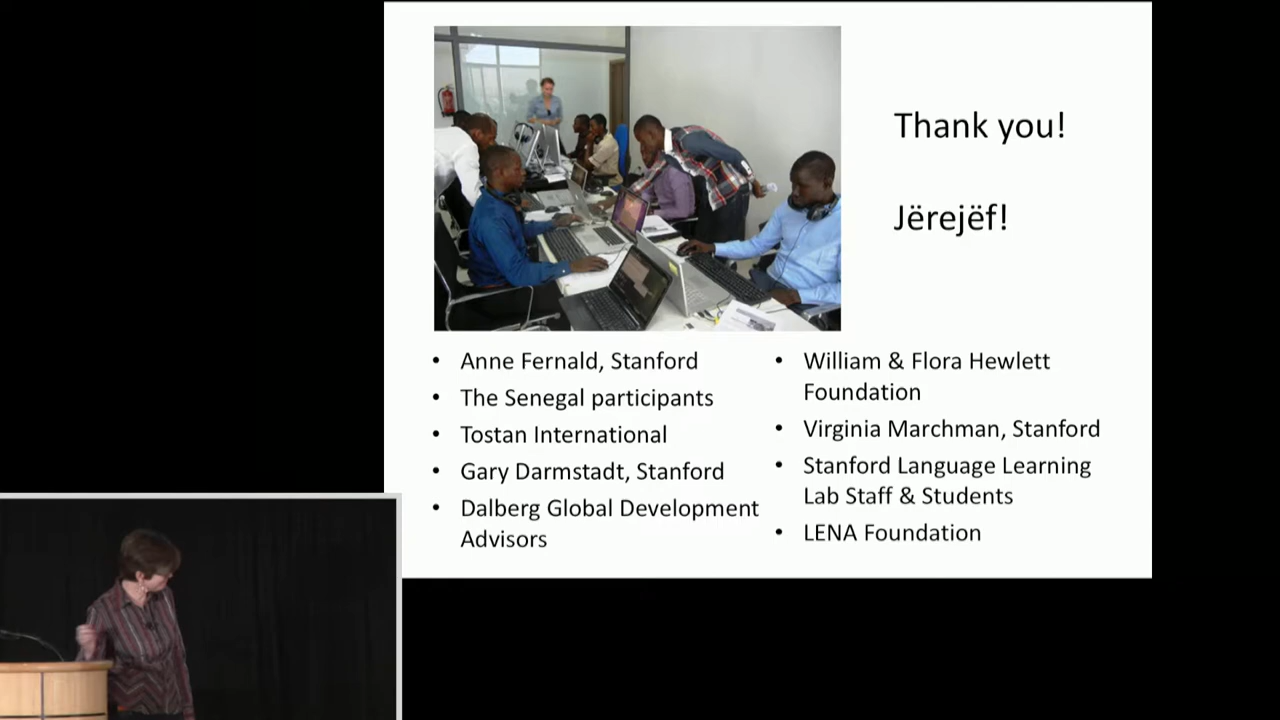 Thank you!
Jërejëf!
• Anne Fernald, Stanford
• The Senegal participants
• Tostan International
• Gary Darmstadt, Stanford
• Dalberg Global Development
Advisors
• William & Flora Hewlett
Foundation
• Virginia Marchman, Stanford
• Stanford Language Learning
Lab Staff & Students
• LENA Foundation